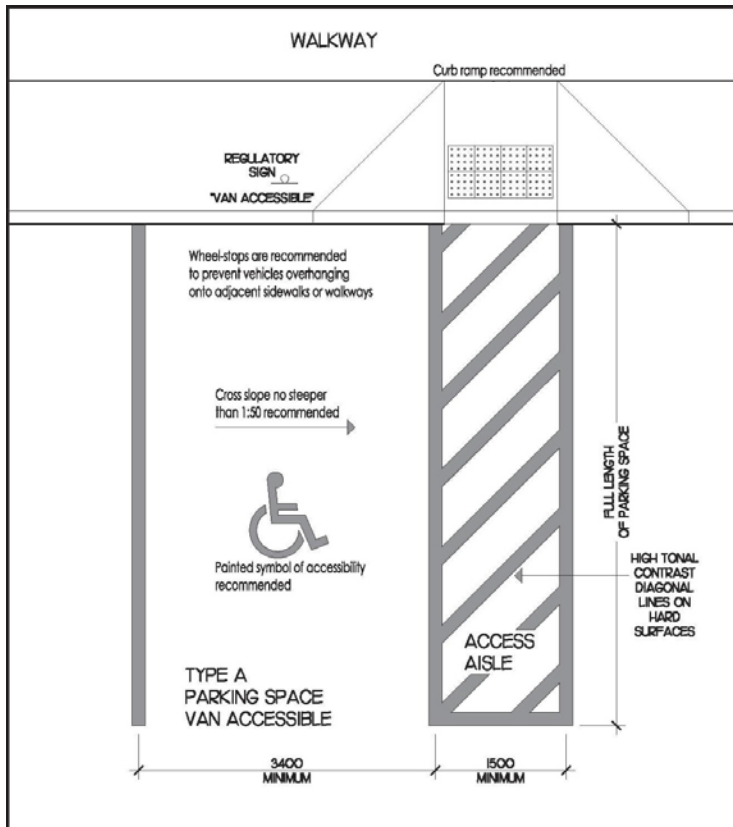 WALKWAY
Curb ramp recommended
REGULATORY
SIGN
"VAN ACCESSIBLE"
Wheel-stops are recommended
to prevent vehicles overhanging
onto adjacent sidewalks or walkways
Cross slope no steeper
than 1:50 recommended
Painted symbol of accessibility
recommended
FULL LENGTH
OF PARKING SPACE
HIGH TONAL
CONTRAST
DIAGONAL
LINES ON
HARD
SURFACES
ACCESS
AISLE
TYPE A
PARKING SPACE
VAN ACCESSIBLE
3400
MINIMUM
1500
MINIMUM